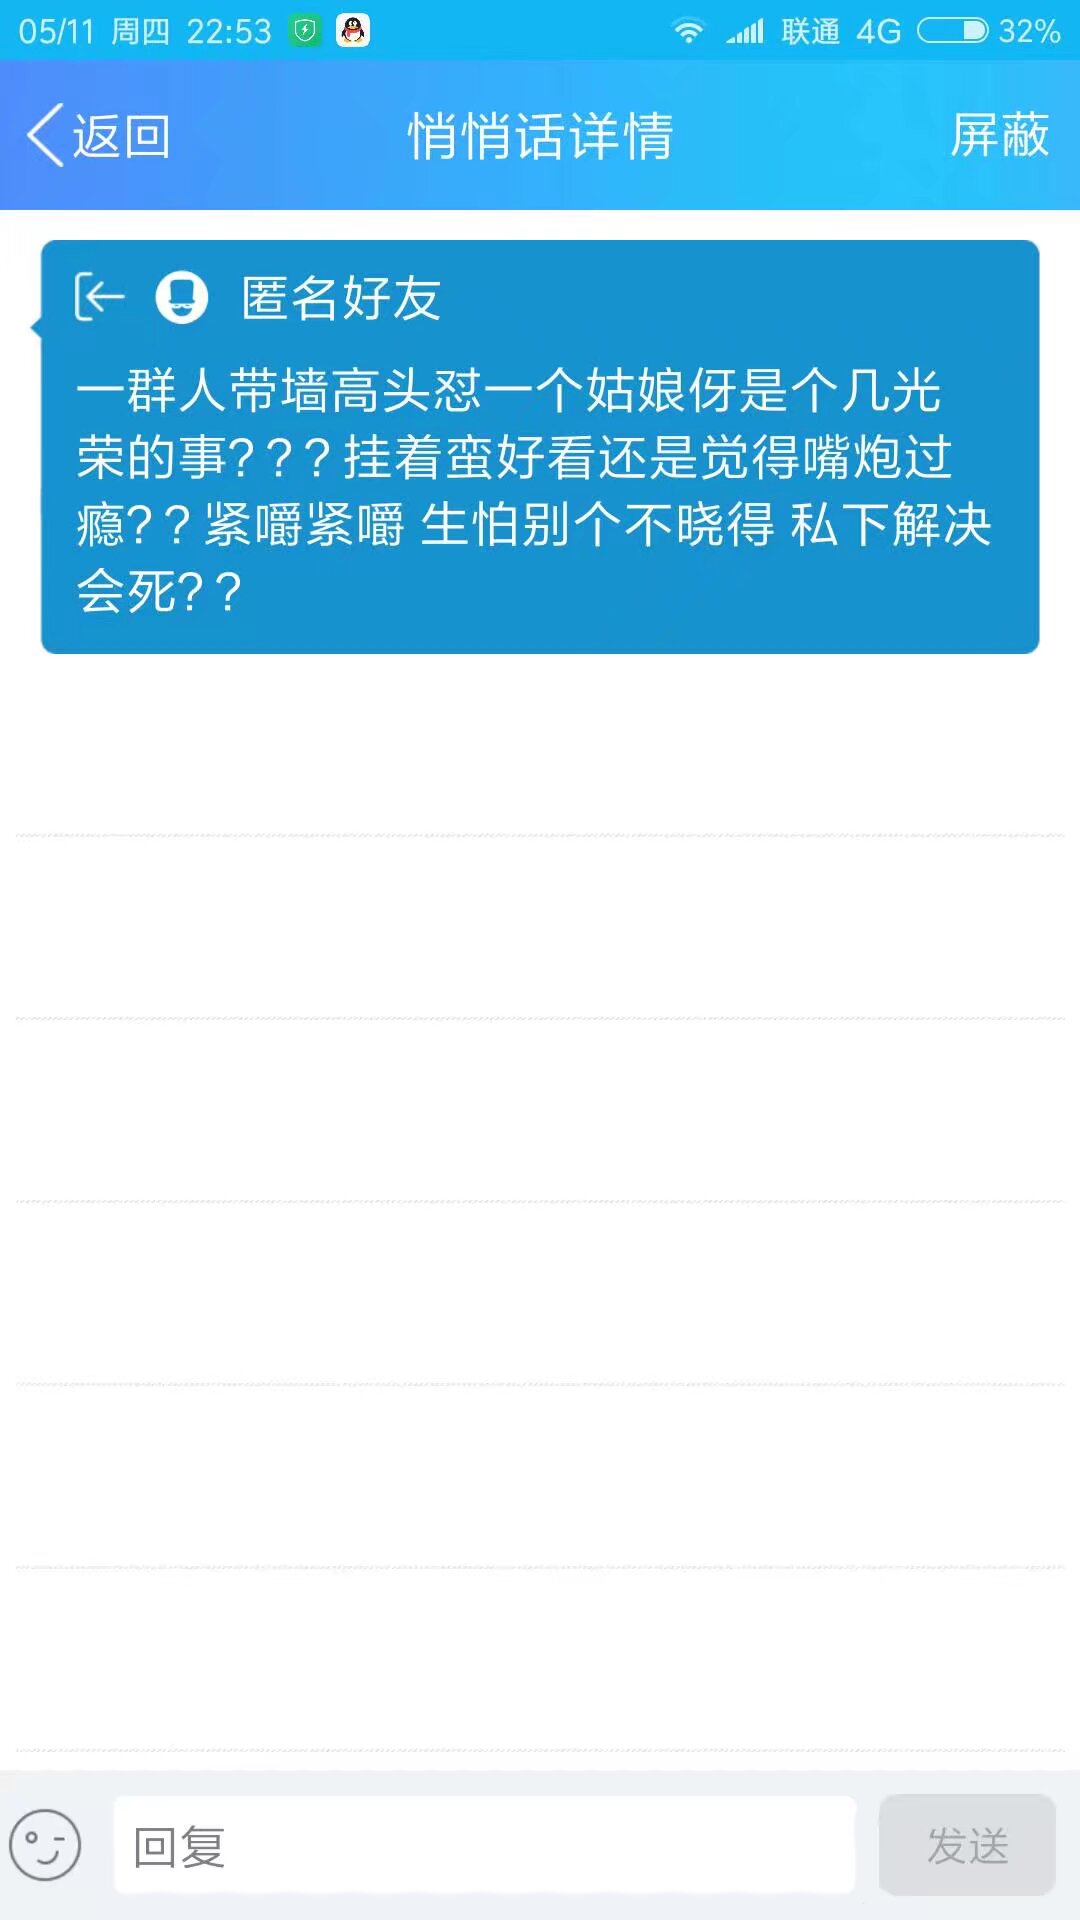 05/11 周四 22:53 联通 4G 32%
返回 悄悄话详情 屏蔽
匿名好友
一群人带墙高头怼一个姑娘伢是个几光
荣的事???挂着蛮好看还是觉得嘴炮过
瘾??紧嚼紧嚼 生怕别个不晓得 私下解决
会死??
回复 发送